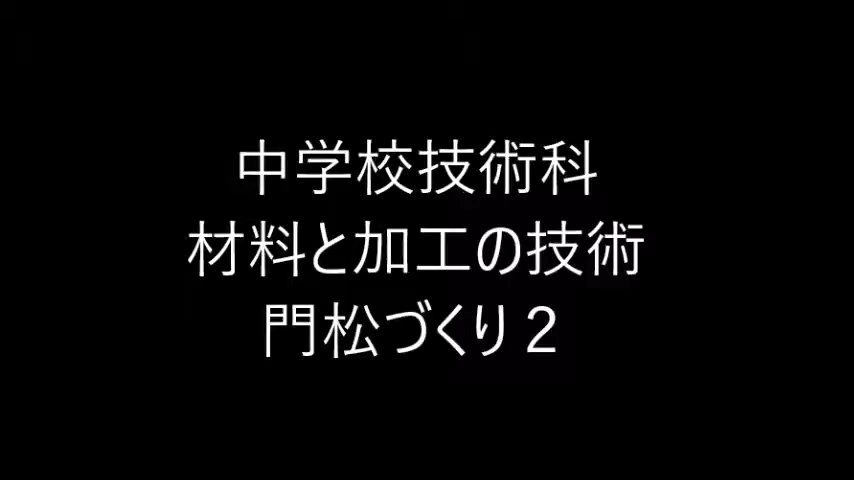 中学校技術科
材料と加工の技術
門松づくり２